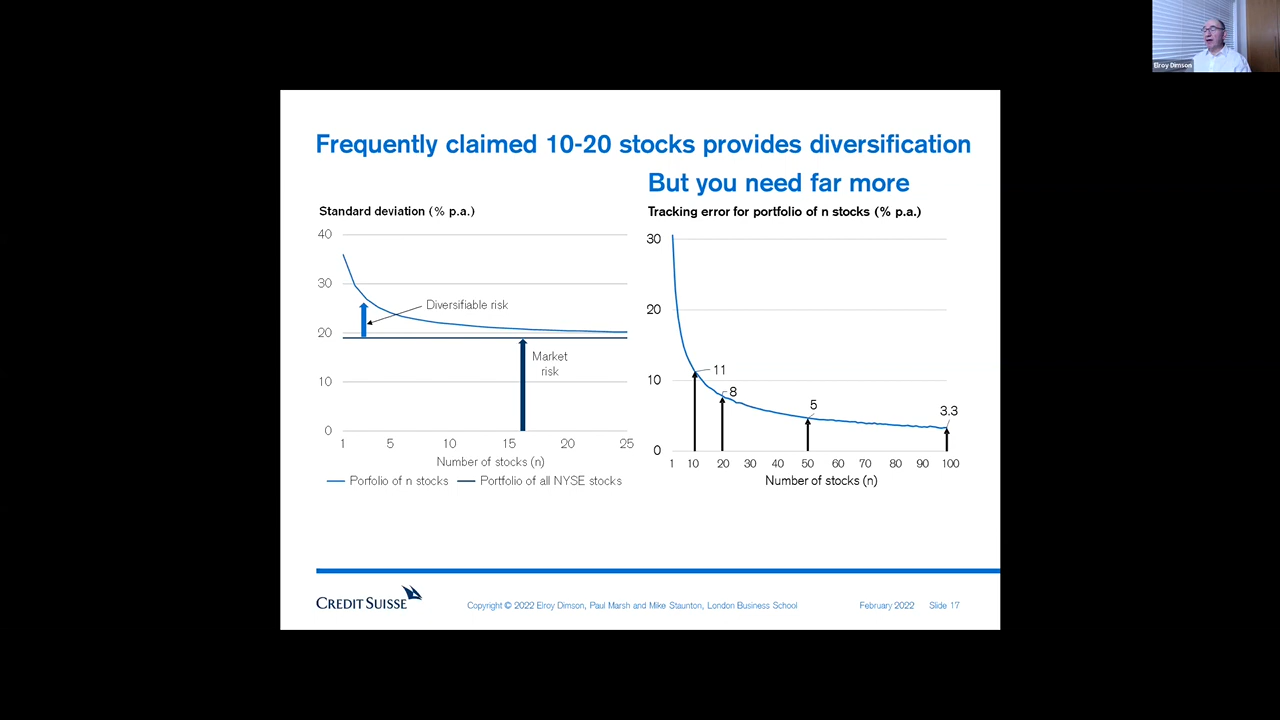 Elroy Dimson
Frequently claimed 10-20 stocks provides diversification
But you need far more
Standard deviation (% p.a.)
40
30
20
10
0
Diversifiable risk
Market
risk
1 5 10 15 20 25
Number of stocks (n)
Porfolio of n stocks Portfolio of all NYSE stocks
Tracking error for portfolio of n stocks (% p.a.)
30
20
10
0
11
8
5
3.3
1 10 20 30 40 50 60 70 80 90 100
Number of stocks (n)
CREDIT SUISSE
Copyright © 2022 Elroy Dimson, Paul Marsh and Mike Staunton, London Business School
February 2022 Slide 17